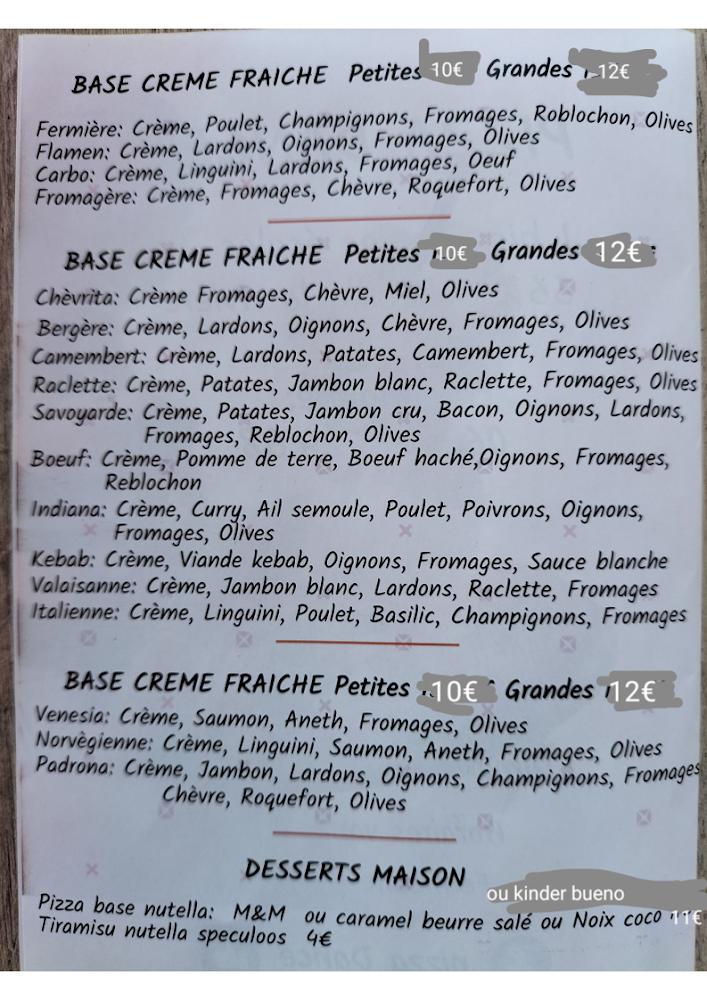 BASE CREME FRAICHE Petites 10€ Grandes 12€
Fermière: Crème, Poulet, Champignons, Fromages, Roblochon, Olives
Flamen: Crème, Lardons, Oignons, Fromages, Olives
Carbo: Crème, Linguini, Lardons, Fromages, Oeuf
Fromagère: Crème, Fromages, Chèvre, Roquefort, Olives
BASE CREME FRAICHE Petites 10€ Grandes 12€
Chèvrita: Crème Fromages, Chèvre, Miel, Olives
Bergère: Crème, Lardons, Oignons, Chèvre, Fromages, Olives
Camembert: Crème, Lardons, Patates, Camembert, Fromages, Olives
Raclette: Crème, Patates, Jambon blanc, Raclette, Fromages, Olives
Savoyarde: Crème, Patates, Jambon cru, Bacon, Oignons, Lardons,
Fromages, Reblochon, Olives
Boeuf: Crème, Pomme de terre, Boeuf haché,Oignons, Fromages,
Reblochon
Indiana: Crème, Curry, Ail semoule, Poulet, Poivrons, Oignons,
Fromages, Olives
Kebab: Crème, Viande kebab, Oignons, Fromages, Sauce blanche
Valaisanne: Crème, Jambon blanc, Lardons, Raclette, Fromages
Italienne: Crème, Linguini, Poulet, Basilic, Champignons, Fromages
BASE CREME FRAICHE Petites 10€ Grandes 12€
Venesia: Crème, Saumon, Aneth, Fromages, Olives
Norvègienne: Crème, Linguini, Saumon, Aneth, Fromages, Olives
Padrona: Crème, Jambon, Lardons, Oignons, Champignons, Fromages
Chèvre, Roquefort, Olives
DESSERTS MAISON
ou kinder bueno
Pizza base nutella: M&M ou caramel beurre salé ou Noix coco 11€
Tiramisu nutella speculoos 4€